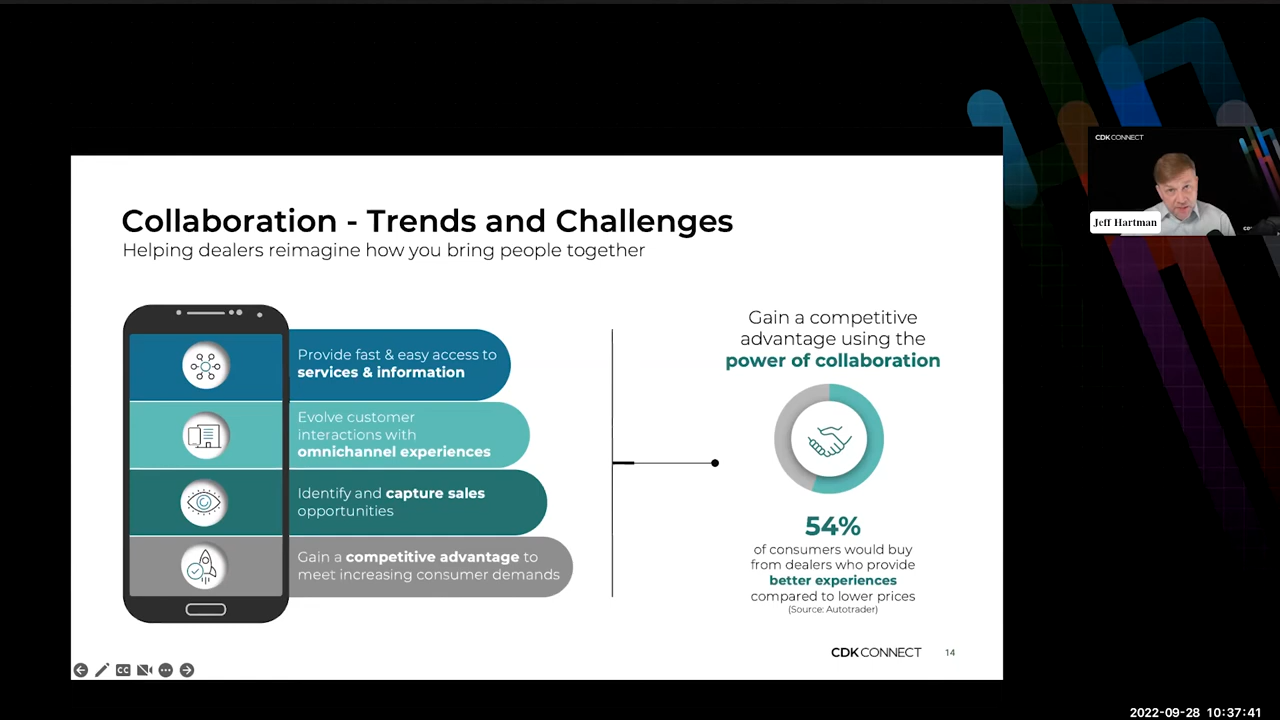 CDK CONNECT
Jeff Hartman
Collaboration - Trends and Challenges
Helping dealers reimagine how you bring people together
Provide fast & easy access to
services & information
Evolve customer
interactions with
omnichannel experiences
Identify and capture sales
opportunities
Gain a competitive advantage to
meet increasing consumer demands
Gain a competitive
advantage using the
power of collaboration
54%
of consumers would buy
from dealers who provide
better experiences
compared to lower prices
(Source: Autotrader)
CDK CONNECT 14
CC
2022-09-28 10:37:41